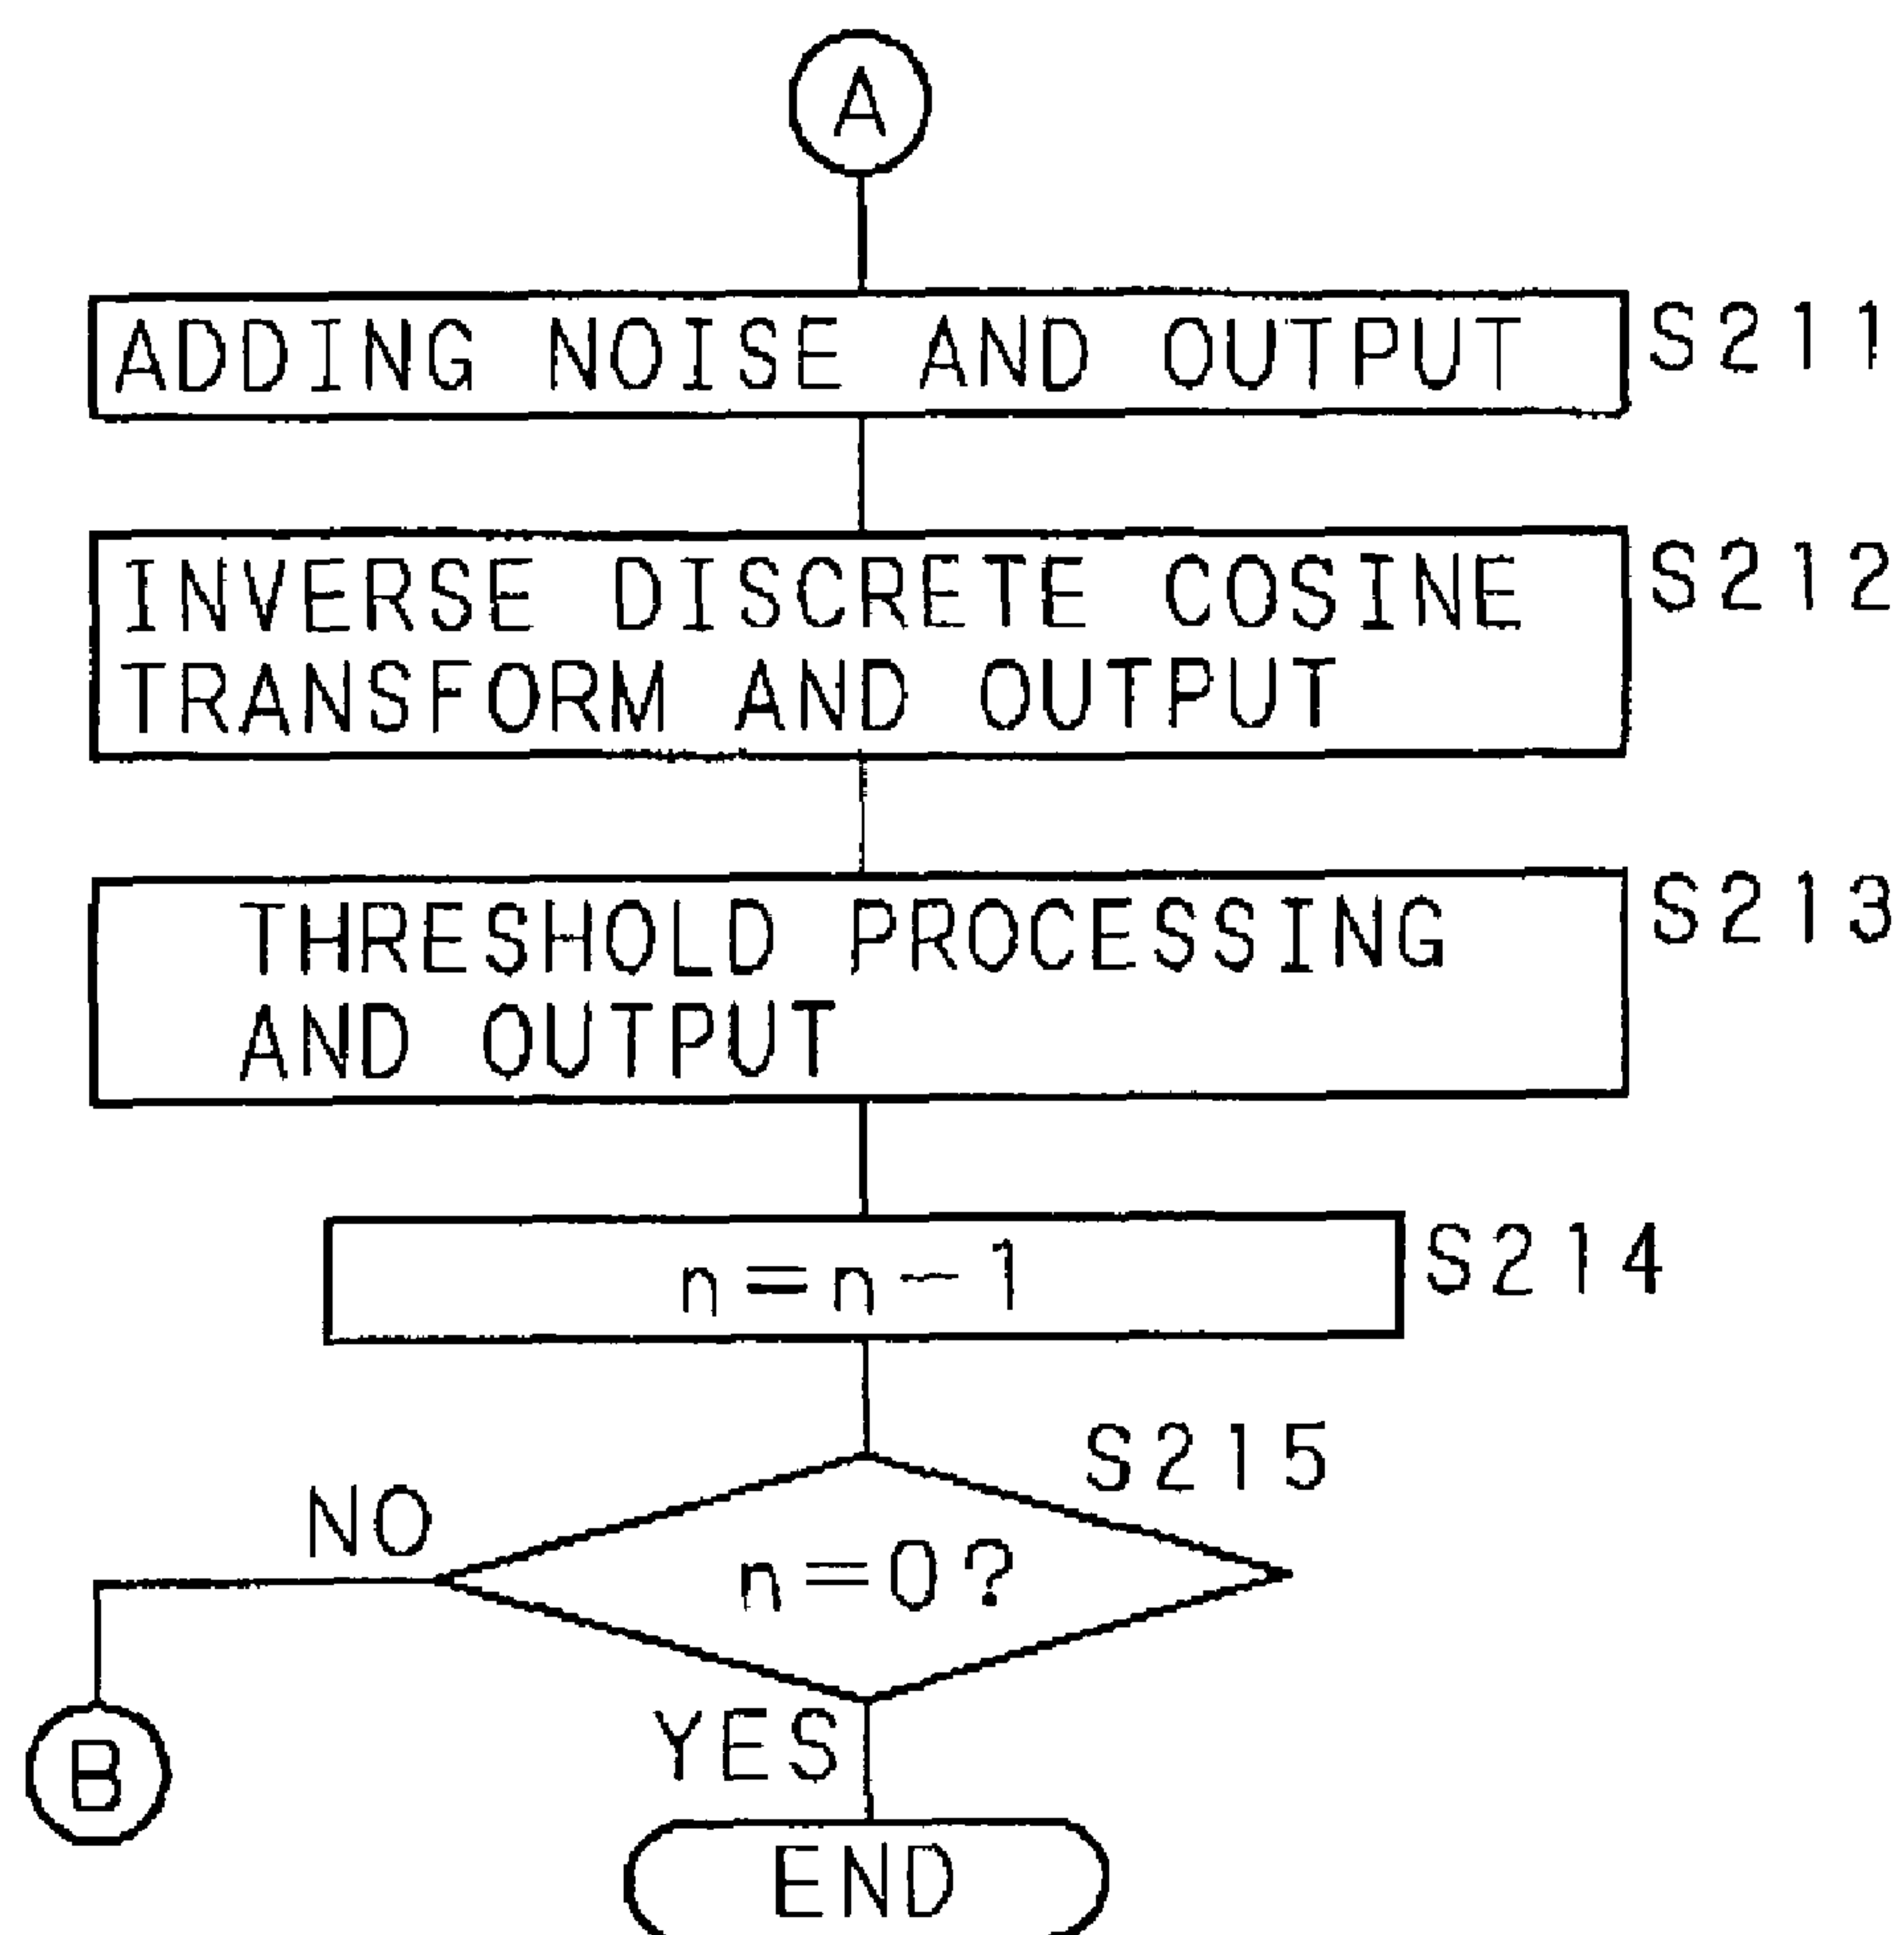 A
ADDING NOISE AND OUTPUT S211
INVERSE DISCRETE COSINE S212
TRANSFORM AND OUTPUT
THRESHOLD PROCESSING S213
AND OUTPUT
n=n-1 S214
S215
NO
n=0?
YES
B
END